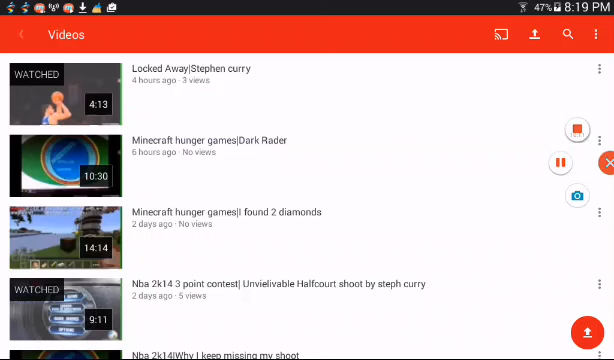 47% 8:19 PM
Videos
WATCHED
4:13
Locked Away|Stephen curry
4 hours ago · 3 views
10:30
Minecraft hunger games|Dark Rader
6 hours ago · No views
14:14
Minecraft hunger games|I found 2 diamonds
2 days ago · No views
WATCHED
9:11
Nba 2k14 3 point contest| Unvielivable Halfcourt shoot by steph curry
2 days ago · 5 views
Nba 2k14|Why I keep missing my shoot